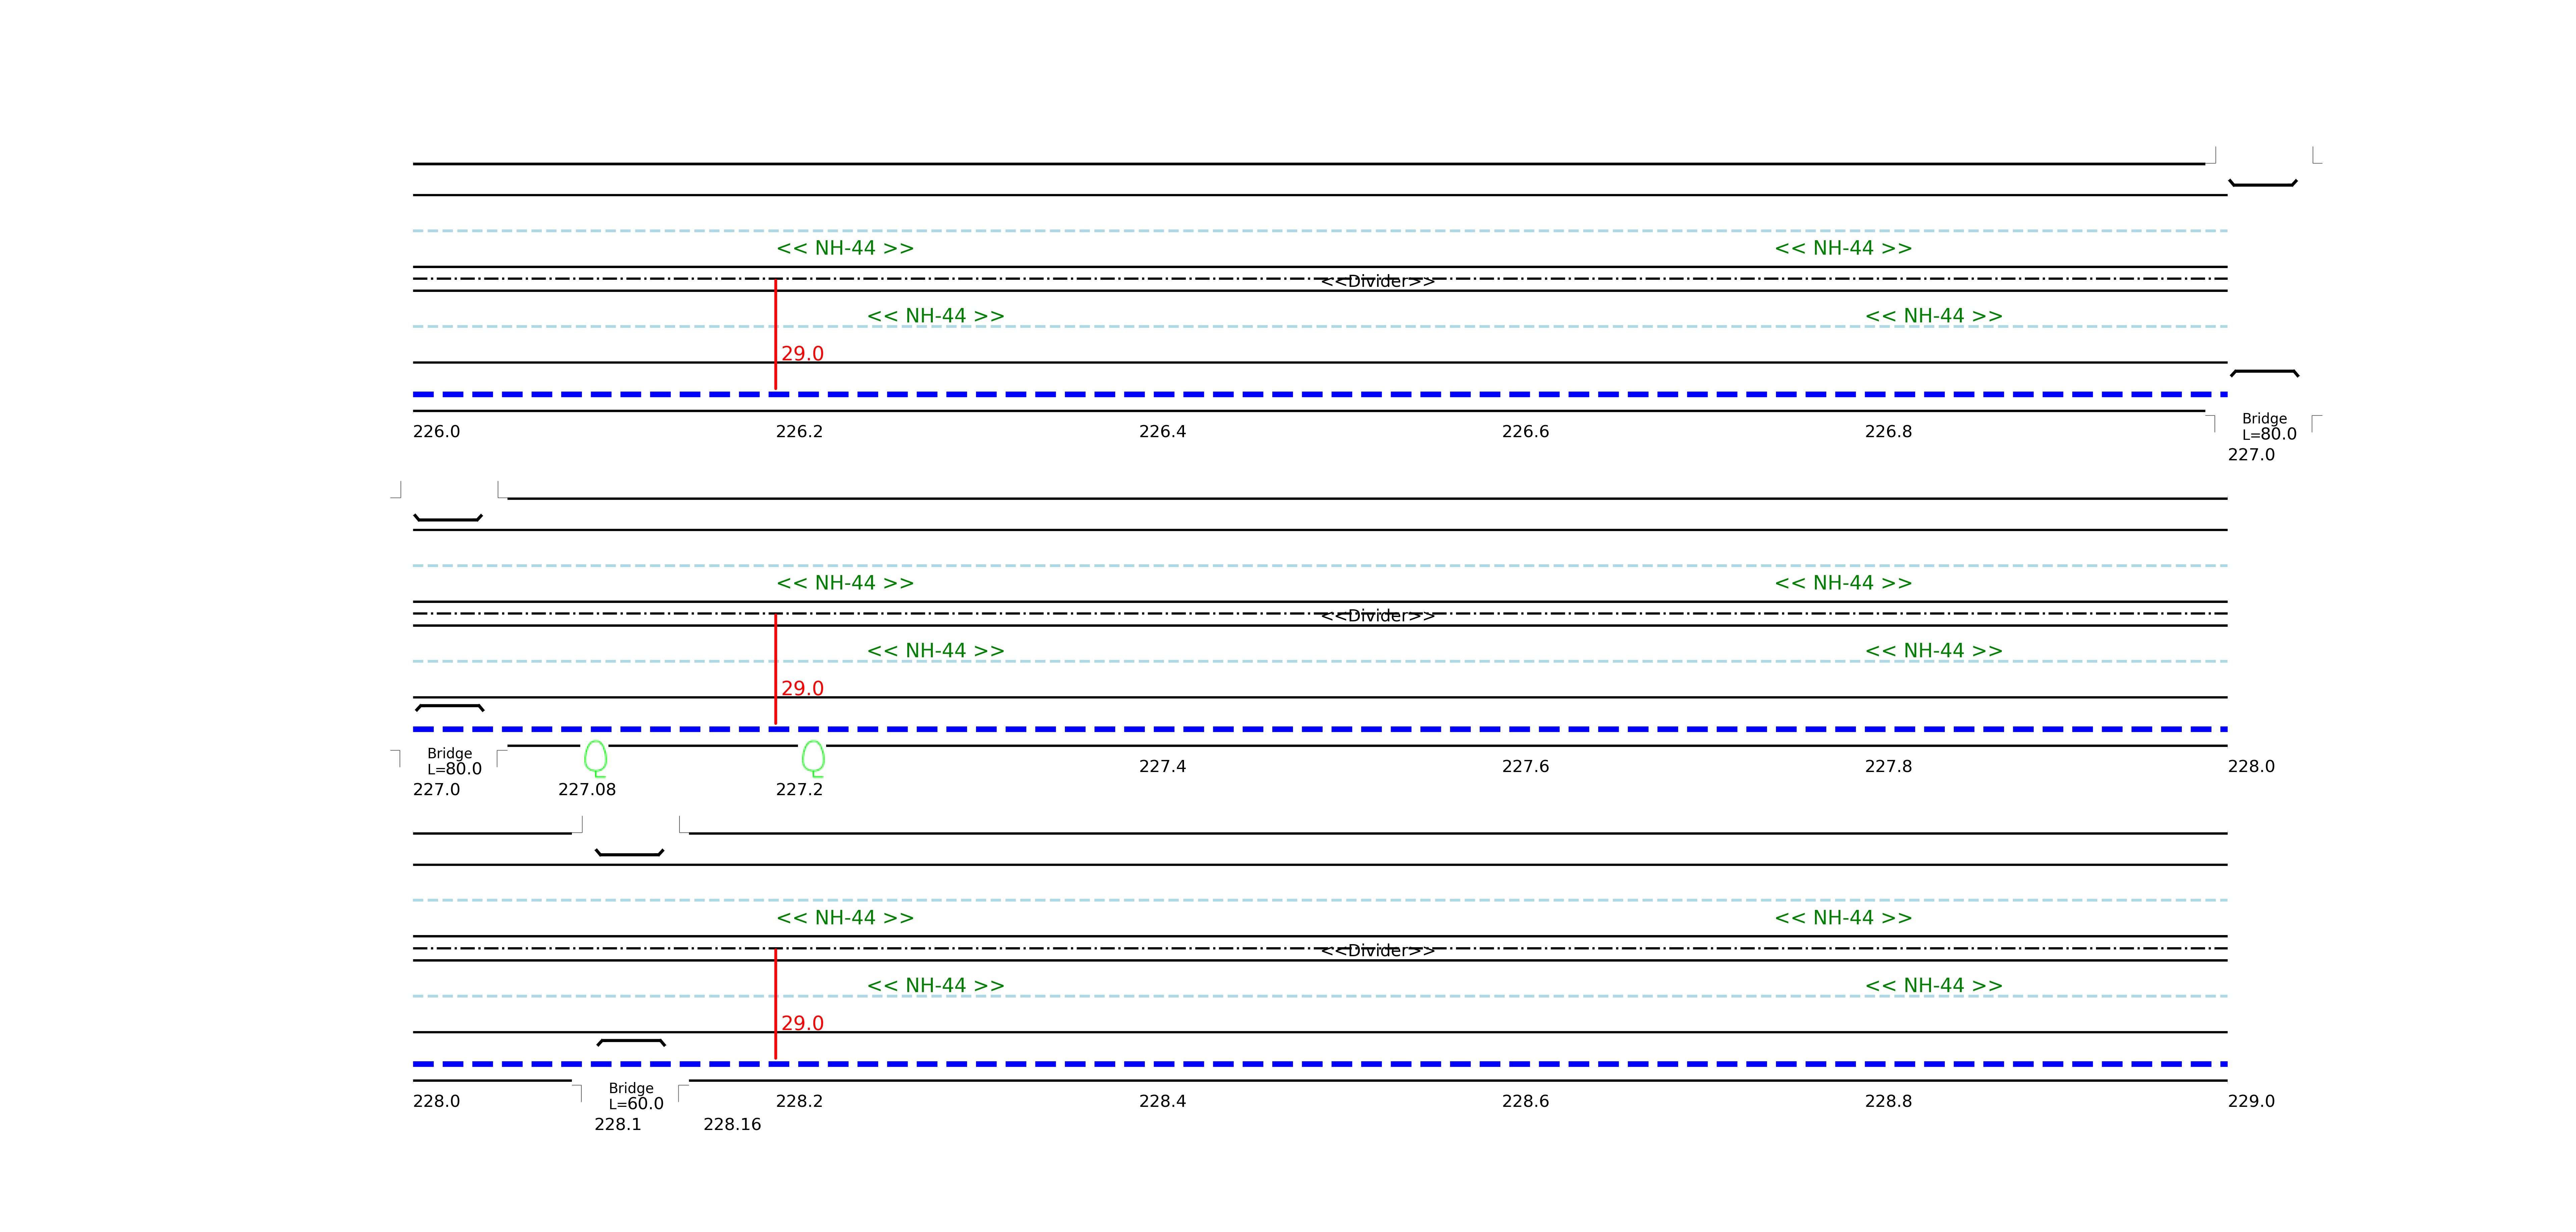 << NH-44 >> << NH-44 >>
<<Divider>>
<< NH-44 >> << NH-44 >>
29.0
Bridge
226.0 226.2 226.4 226.6 226.8 L=80.0
227.0
<< NH-44 >> << NH-44 >>
<<Divider>>
<< NH-44 >> << NH-44 >>
29.0
Bridge
L=80.0 227.4 227.6 227.8 228.0
227.0 227.08 227.2
<< NH-44 >> << NH-44 >>
<<Divider>>
<< NH-44 >> << NH-44 >>
29.0
Bridge
228.0 L=60.0 228.2 228.4 228.6 228.8 229.0
228.1 228.16